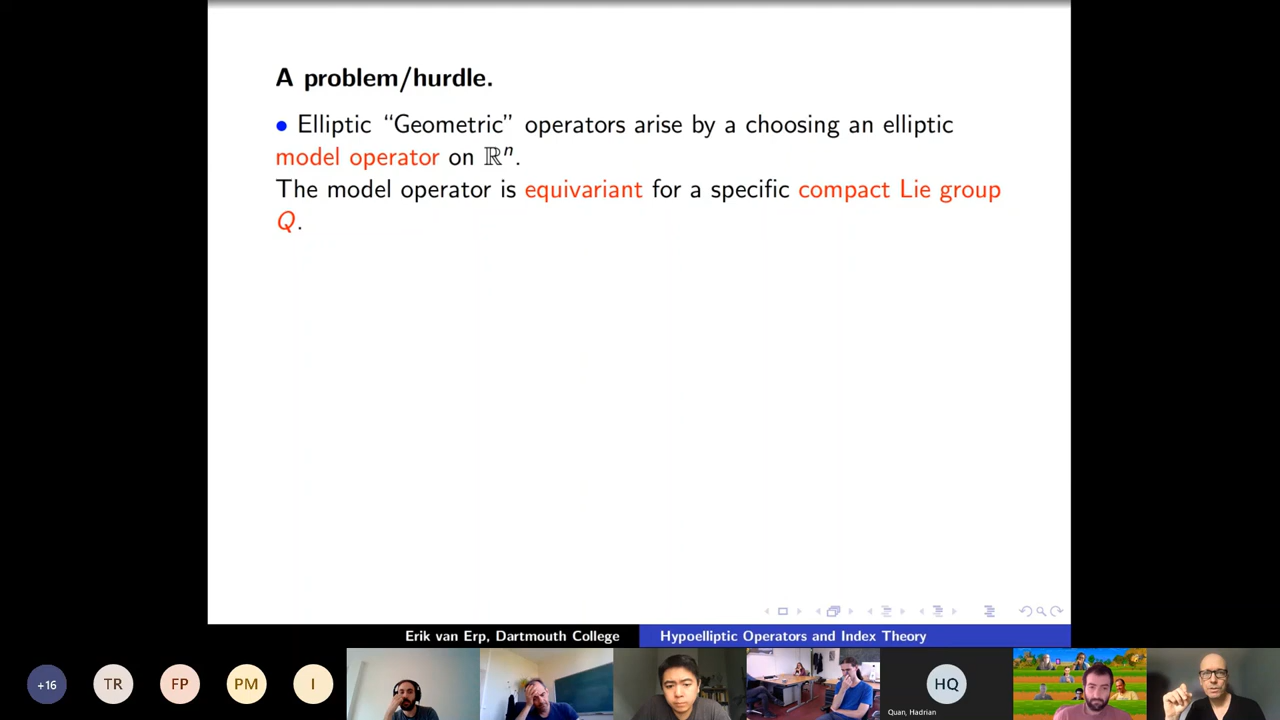 A problem/hurdle.
• Elliptic “Geometric” operators arise by a choosing an elliptic
model operator on ℝⁿ.
The model operator is equivariant for a specific compact Lie group
Q.
Erik van Erp, Dartmouth College Hypoelliptic Operators and Index Theory
+16 TR FP PM I HQ
Quan, Hadrian